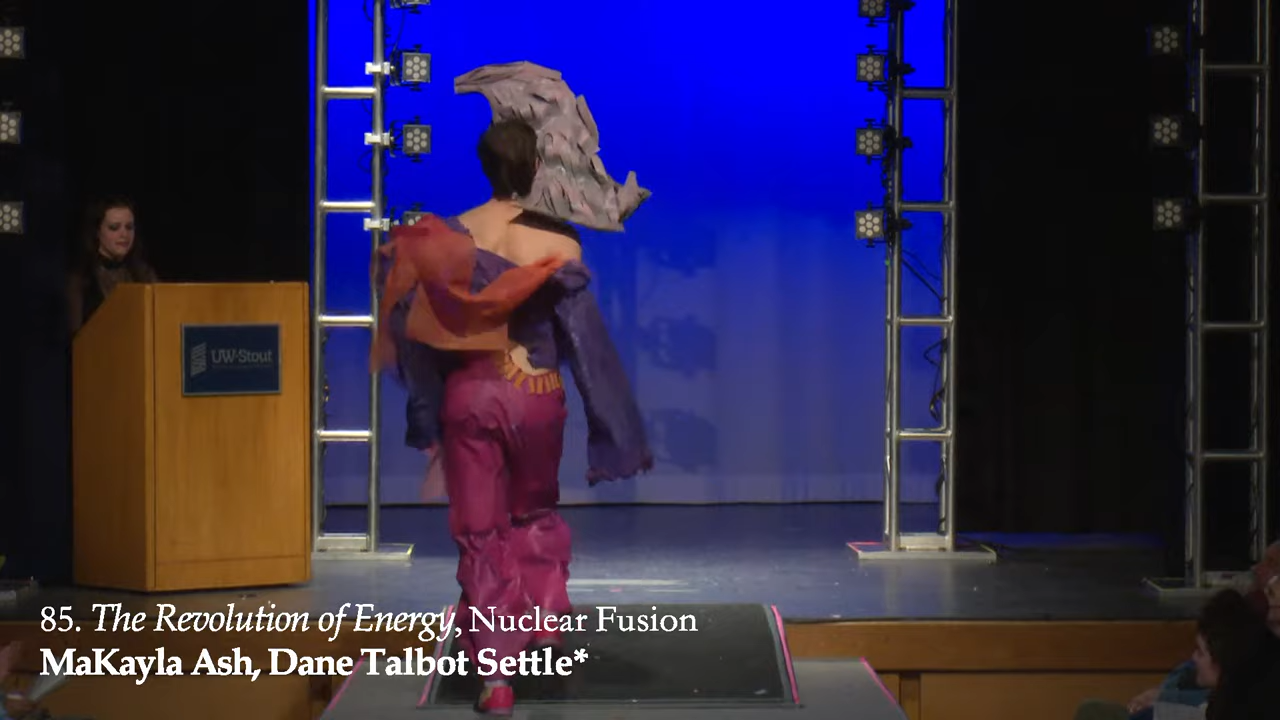 UW-Stout
85. The Revolution of Energy, Nuclear Fusion
MaKayla Ash, Dane Talbot Settle*